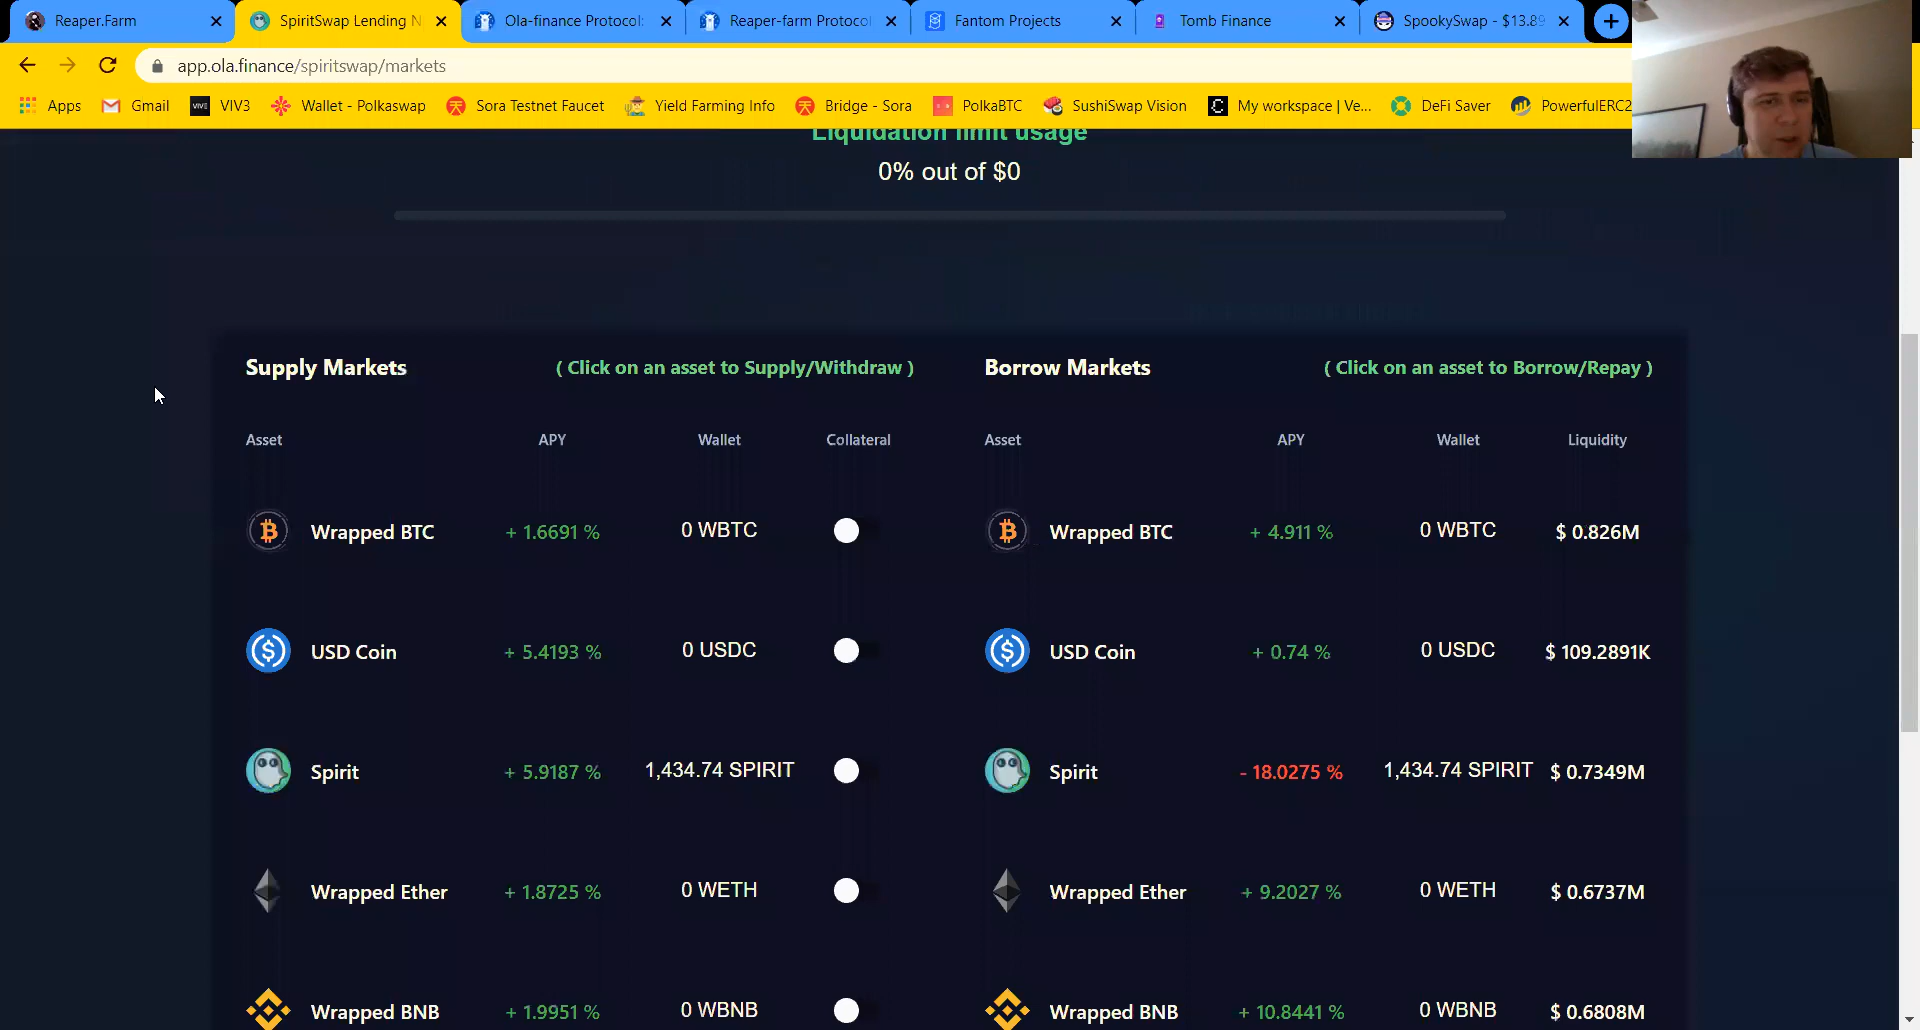 Reaper.Farm
SpiritSwap Lending N
Ola-finance Protocol:
Reaper-farm Protocol
Fantom Projects
Tomb Finance
SpookySwap - $13.89
app.ola.finance/spiritswap/markets
Apps Gmail VIV3 Wallet - Polkaswap Sora Testnet Faucet Yield Farming Info Bridge - Sora PolkaBTC SushiSwap Vision My workspace | Ve... DeFi Saver PowerfulERC2
Liquidation limit usage
0% out of $0
Supply Markets ( Click on an asset to Supply/Withdraw ) Borrow Markets ( Click on an asset to Borrow/Repay )
Asset APY Wallet Collateral Asset APY Wallet Liquidity
Wrapped BTC + 1.6691 % 0 WBTC Wrapped BTC + 4.911 % 0 WBTC $ 0.826M
USD Coin + 5.4193 % 0 USDC USD Coin + 0.74 % 0 USDC $ 109.2891K
Spirit + 5.9187 % 1,434.74 SPIRIT Spirit - 18.0275 % 1,434.74 SPIRIT $ 0.7349M
Wrapped Ether + 1.8725 % 0 WETH Wrapped Ether + 9.2027 % 0 WETH $ 0.6737M
Wrapped BNB + 1.9951 % 0 WBNB Wrapped BNB + 10.8441 % 0 WBNB $ 0.6808M